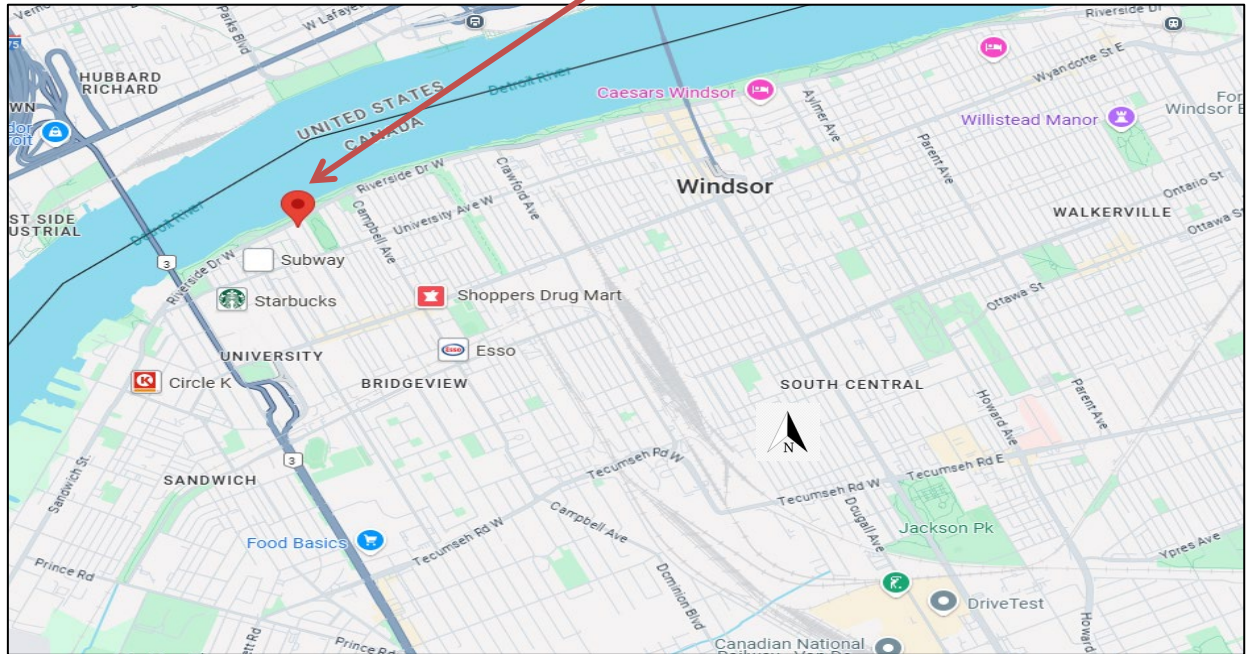 Vernor
Parks Blvd
W Lafayette
Riverside Dr
75
HUBBARD
RICHARD
Detroit River
Wyandotte St E
UNITED STATES
CANADA
Caesars Windsor
Aylmer Ave
Willistead Manor
Windsor
Parent Ave
Riverside Dr W
Crawford Ave
Windsor
Ontario St
University Ave W
Campbell Ave
WALKERVILLE
Ottawa St
Detroit River
3
Riverside Dr W
Subway
Starbucks
Shoppers Drug Mart
Ottawa St
UNIVERSITY
Esso
Circle K
BRIDGEVIEW
SOUTH CENTRAL
Howard Ave
Parent Ave
N
3
SANDWICH
Sandwich St.
Tecumseh Rd W
Tecumseh Rd E
Tecumseh Rd W
Campbell Ave
Dougall Ave
Jackson Pk
Food Basics
Tecumseh Rd W
Ypres Ave
Prince Rd
Dominion Blvd
DriveTest
Howard
Prince Rd
Canadian National